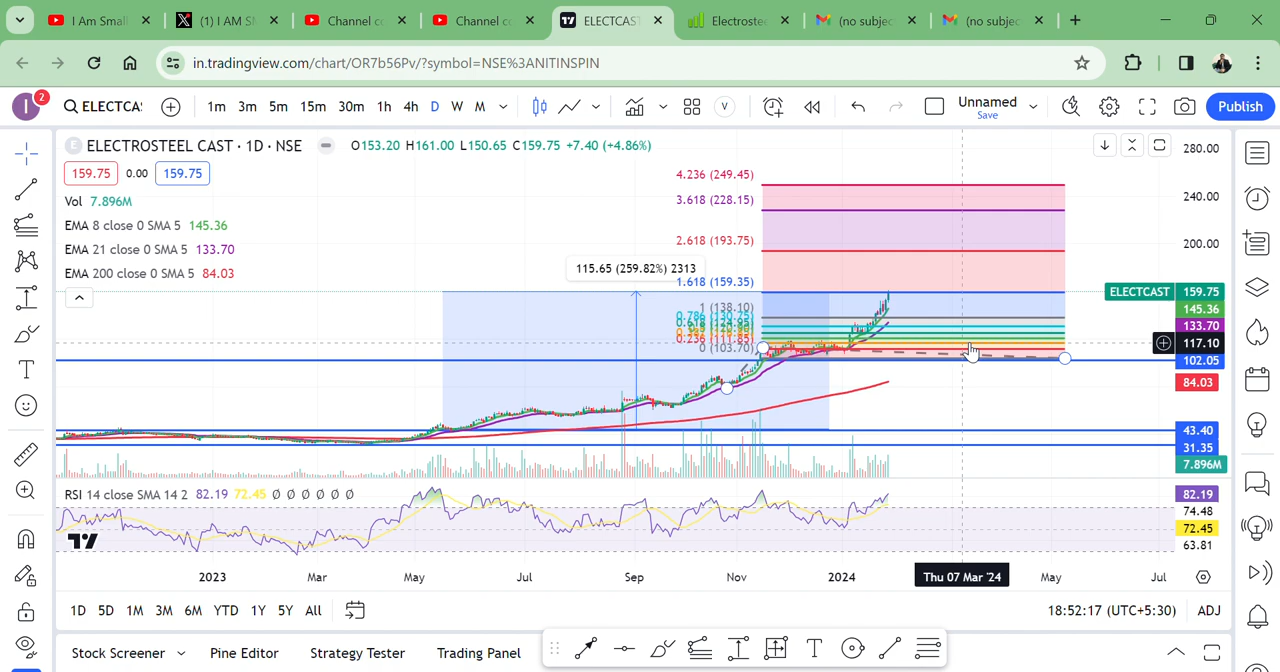 I Am Small
(1) I AM SM
Channel co
Channel co
ELECTCAS
Electrostee
(no subjec
(no subjec
in.tradingview.com/chart/OR7b56Pv/?symbol=NSE%3ANITINSPIN
I
2
ELECTCA
1m 3m 5m 15m 30m 1h 4h D W M
V
Unnamed
Save
Publish
E ELECTROSTEEL CAST · 1D · NSE
O153.20 H161.00 L150.65 C159.75 +7.40 (+4.86%)
159.75 0.00 159.75
Vol 7.896M
EMA 8 close 0 SMA 5 145.36
EMA 21 close 0 SMA 5 133.70
EMA 200 close 0 SMA 5 84.03
4.236 (249.45)
3.618 (228.15)
2.618 (193.75)
115.65 (259.82%) 2313
1.618 (159.35)
1 (138.10)
0.786 (130.75)
0.236 (111.85)
0 (103.70)
280.00
240.00
200.00
ELECTCAST 159.75
145.36
133.70
117.10
102.05
84.03
43.40
31.35
7.896M
RSI 14 close SMA 14 2 82.19 72.45 Ø Ø Ø Ø Ø Ø
82.19
74.48
72.45
63.81
2023 Mar May Jul Sep Nov 2024 Thu 07 Mar '24 May Jul
1D 5D 1M 3M 6M YTD 1Y 5Y All
18:52:17 (UTC+5:30) ADJ
Stock Screener Pine Editor Strategy Tester Trading Panel